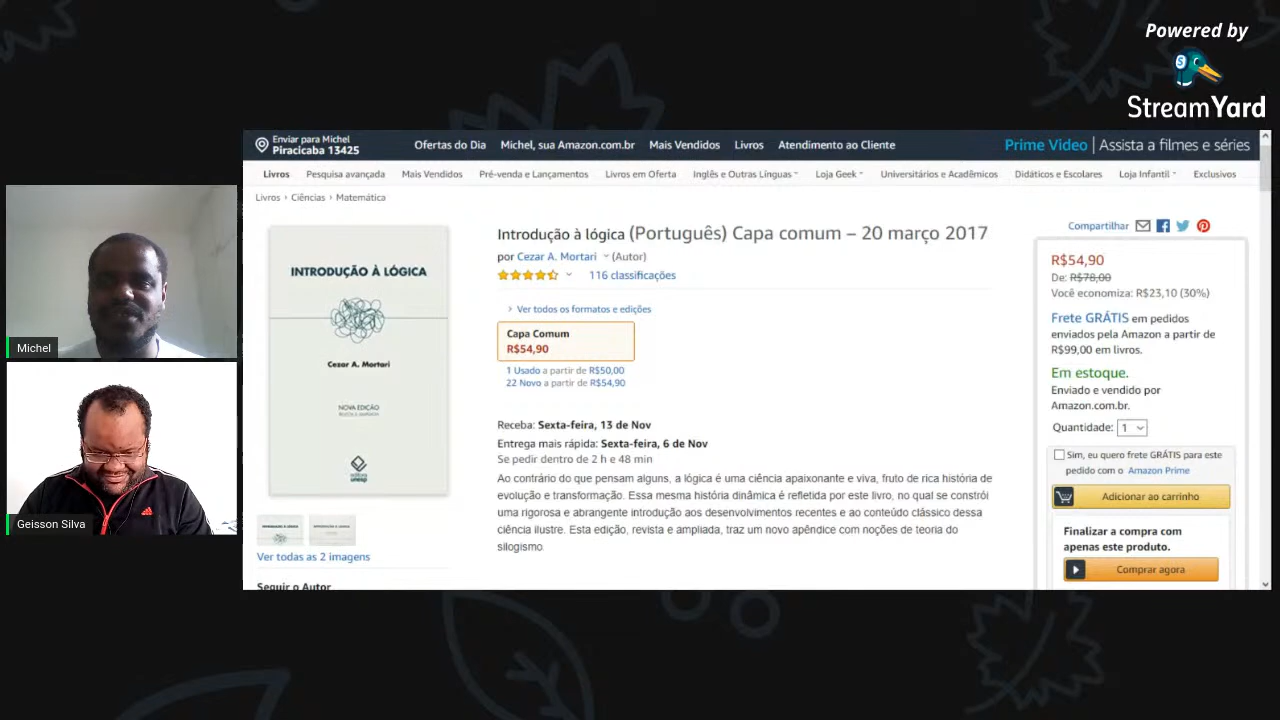 Powered by
StreamYard
Enviar para Michel
Piracicaba 13425
Ofertas do Dia
Michel, sua Amazon.com.br
Mais Vendidos
Livros
Atendimento ao Cliente
Prime Video | Assista a filmes e séries
Livros
Pesquisa avançada
Mais Vendidos
Pré-venda e Lançamentos
Livros em Oferta
Inglês e Outras Línguas
Loja Geek
Universitários e Acadêmicos
Didáticos e Escolares
Loja Infantil
Exclusivos
Livros › Ciências › Matemática
INTRODUÇÃO À LÓGICA
Cezar A. Mortari
NOVA EDIÇÃO
editora
unesp
Ver todas as 2 imagens
Seguir o Autor
Introdução à lógica (Português) Capa comum – 20 março 2017
por Cezar A. Mortari (Autor)
116 classificações
Ver todos os formatos e edições
Capa Comum
R$54,90
1 Usado a partir de R$50,00
22 Novo a partir de R$54,90
Receba: Sexta-feira, 13 de Nov
Entrega mais rápida: Sexta-feira, 6 de Nov
Se pedir dentro de 2 h e 48 min
Ao contrário do que pensam alguns, a lógica é uma ciência apaixonante e viva, fruto de rica história de
evolução e transformação. Essa mesma história dinâmica é refletida por este livro, no qual se constrói
uma rigorosa e abrangente introdução aos desenvolvimentos recentes e ao conteúdo clássico dessa
ciência ilustre. Esta edição, revista e ampliada, traz um novo apêndice com noções de teoria do
silogismo
Compartilhar
R$54,90
De: R$78,00
Você economiza: R$23,10 (30%)
Frete GRÁTIS em pedidos
enviados pela Amazon a partir de
R$99,00 em livros.
Em estoque.
Enviado e vendido por
Amazon.com.br.
Quantidade: 1
Sim, eu quero frete GRÁTIS para este
pedido com o Amazon Prime
Adicionar ao carrinho
Finalizar a compra com
apenas este produto.
Comprar agora
Michel
Geisson Silva